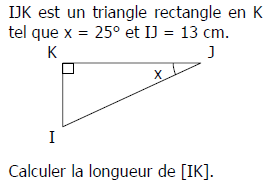 IJK est un triangle rectangle en K
tel que x = 25° et IJ = 13 cm.
K J
x
I
Calculer la longueur de [IK].